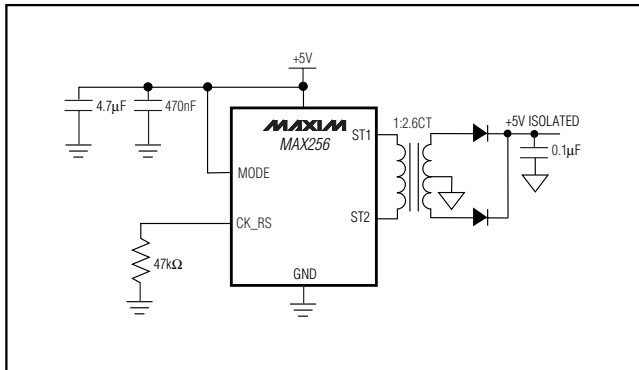 +5V
4.7µF
470nF
1:2.6CT
+5V ISOLATED
MAXIM
MAX256
ST1
0.1µF
MODE
ST2
CK_RS
47kΩ
GND